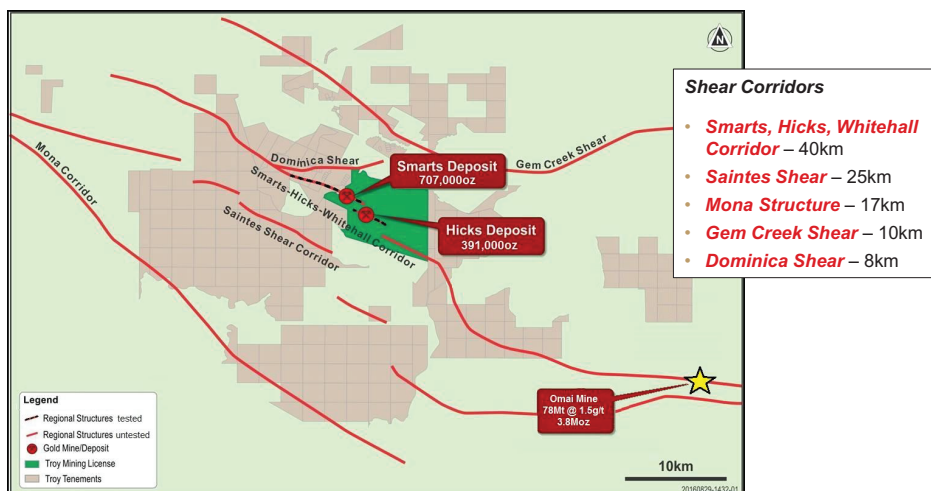 N
Shear Corridors
• Smarts, Hicks, Whitehall
Corridor – 40km
• Saintes Shear – 25km
• Mona Structure – 17km
• Gem Creek Shear – 10km
• Dominica Shear – 8km
Mona Corridor
Dominica Shear
Smarts Deposit
707,000oz
Gem Creek Shear
Smarts-Hicks-Whitehall Corridor
Saintes Shear Corridor
Hicks Deposit
391,000oz
Omai Mine
78Mt @ 1.5g/t
3.8Moz
Legend
Regional Structures tested
Regional Structures untested
Gold Mine/Deposit
Troy Mining License
Troy Tenements
10km
20160829-1432-01